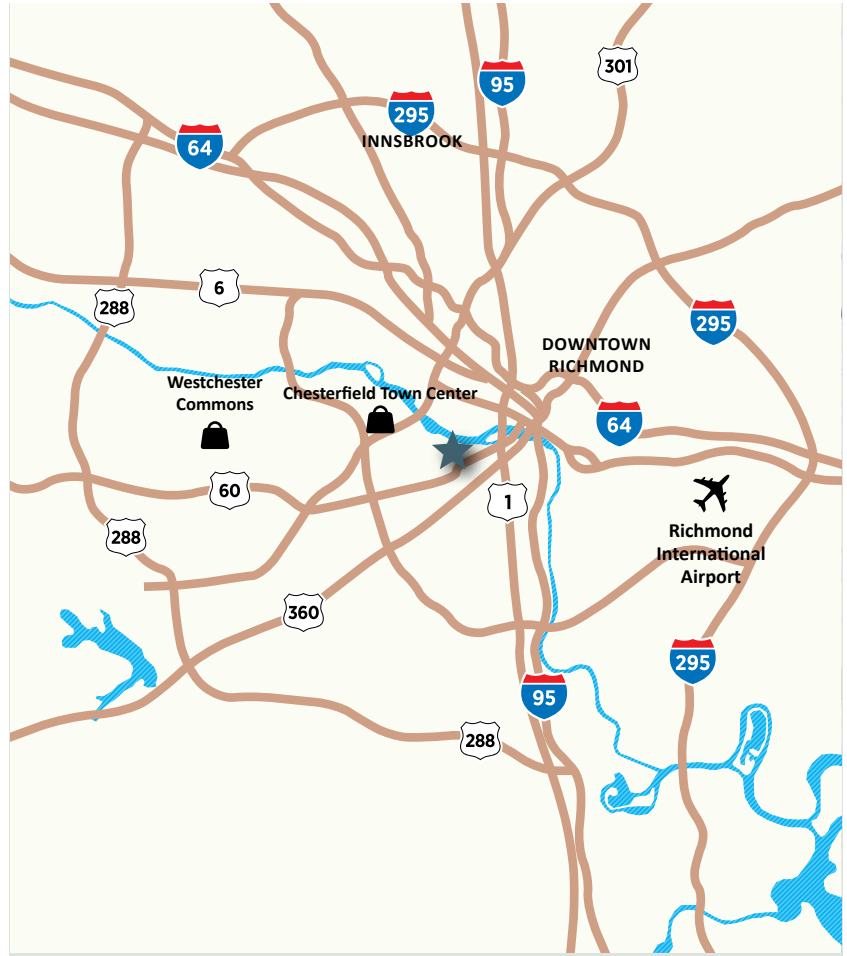 301
95
295
INNSBROOK
64
6
288
295
DOWNTOWN
RICHMOND
Westchester
Commons
Chesterfield Town Center
64
60
1
288
Richmond
International
Airport
360
295
95
288